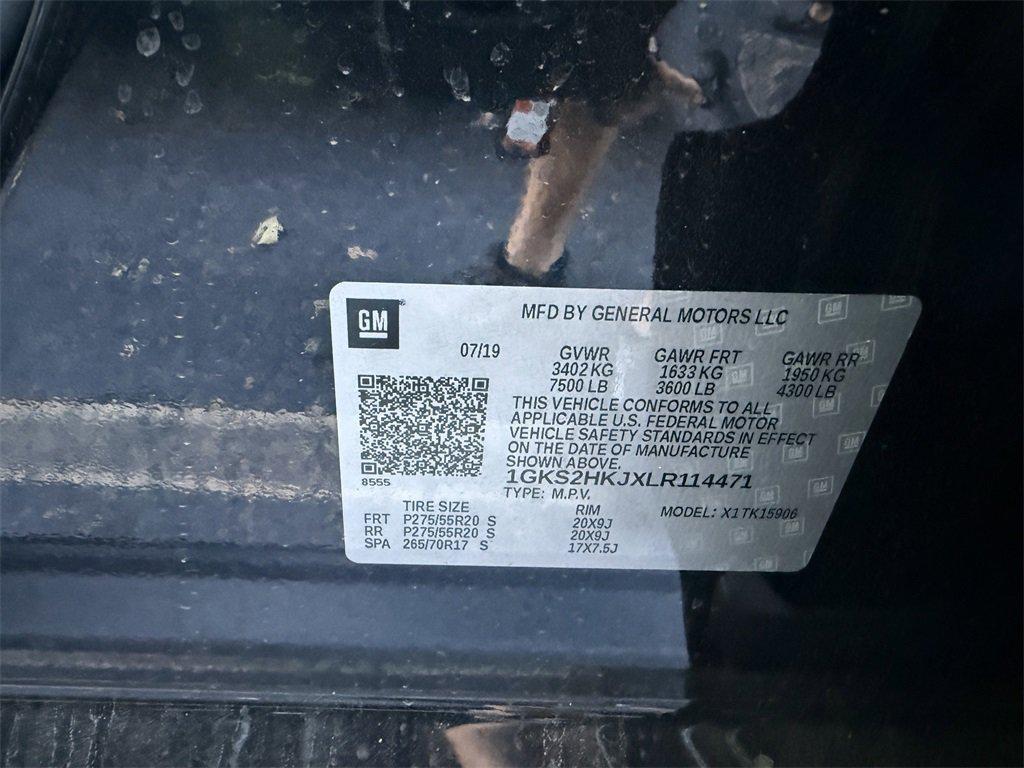 GM
MFD BY GENERAL MOTORS LLC
07/19
GVWR GAWR FRT GAWR RR
3402 KG 1633 KG 1950 KG
7500 LB 3600 LB 4300 LB
THIS VEHICLE CONFORMS TO ALL
APPLICABLE U.S. FEDERAL MOTOR
VEHICLE SAFETY STANDARDS IN EFFECT
ON THE DATE OF MANUFACTURE
SHOWN ABOVE.
8555
1GKS2HKJXLR114471
TYPE: M.P.V.
TIRE SIZE RIM MODEL: X1TK15906
FRT P275/55R20 S 20X9J
RR P275/55R20 S 20X9J
SPA 265/70R17 S 17X7.5J